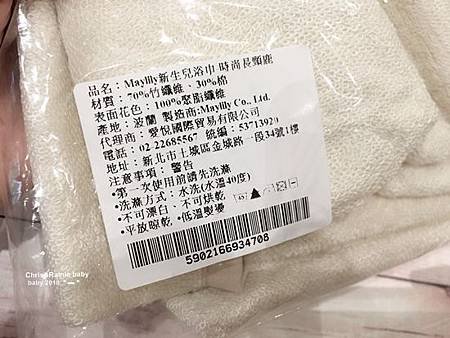 品名：Maylily新生兒浴巾 時尚長頸鹿
材質：70%竹纖維、30%棉
表面花色：100%聚脂纖維
產地：波蘭 製造商:Maylily Co., Ltd.
代理商：愛悅國際貿易有限公司
電話：02-22685567 統編：53713920
地址：新北市土城區金城路一段34號1樓
注意事項：警告
•第一次使用前請先洗滌
•洗滌方式：水洗(水溫40度)
•不可漂白•不可烘乾
•平放晾乾•低溫熨燙
5902166934708
baby 2018